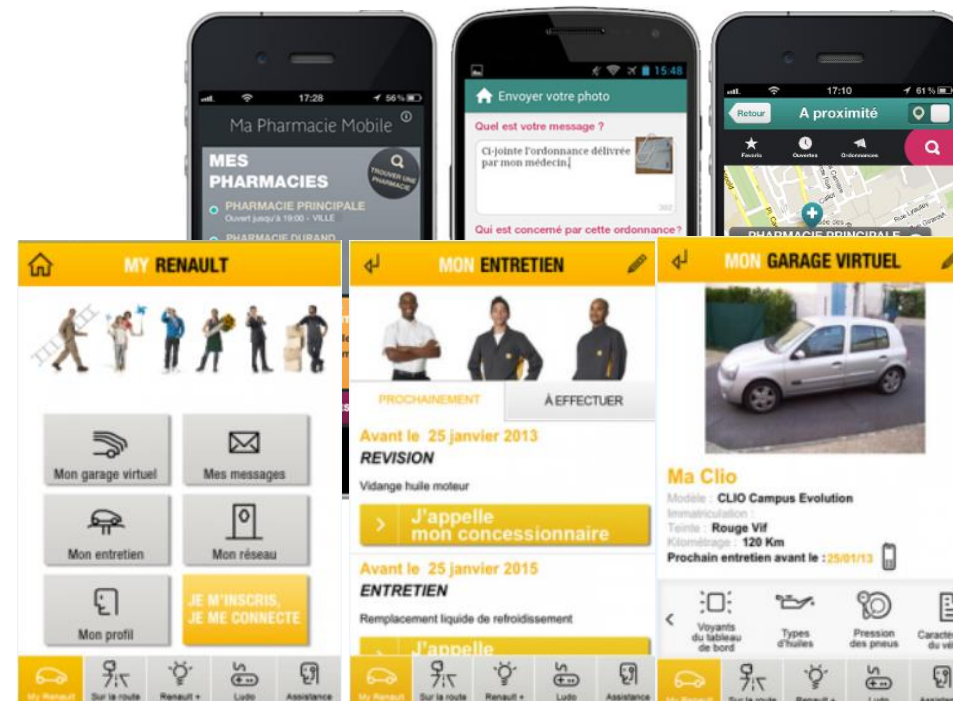 17:28
56%
Ma Pharmacie Mobile
MES
PHARMACIES
TROUVER UNE
PHARMACIE
PHARMACIE PRINCIPALE
Ouvert jusqu'à 19:00 - VILLE
PHARMACIE DURAND
15:48
Envoyer votre photo
Quel est votre message ?
Ci-jointe l'ordonnance délivrée
par mon médecin.
Qui est concerné par cette ordonnance?
17:10
61%
Retour
A proximité
Favoris
Ouvertes
Ordonnances
PHARMACIE PRINCIPALE
MY RENAULT
Mon garage virtuel
Mes messages
Mon entretien
Mon réseau
Mon profil
JE M'INSCRIS,
JE ME CONNECTE
My Renault
Sur la route
Renault +
Ludo
Assistance
MON ENTRETIEN
PROCHAINEMENT
À EFFECTUER
Avant le 25 janvier 2013
REVISION
Vidange huile moteur
J'appelle
mon concessionnaire
Avant le 25 janvier 2015
ENTRETIEN
Remplacement liquide de refroidissement
J'appelle
My Renault
Sur la route
Renault +
Ludo
Assistance
MON GARAGE VIRTUEL
Ma Clio
Modèle : CLIO Campus Evolution
Immatriculation :
Teinte : Rouge Vif
Kilométrage : 120 Km
Prochain entretien avant le : 25/01/13
Voyants
du tableau
de bord
Types
d'huiles
Pression
des pneus
My Renault
Sur la route
Renault +
Ludo